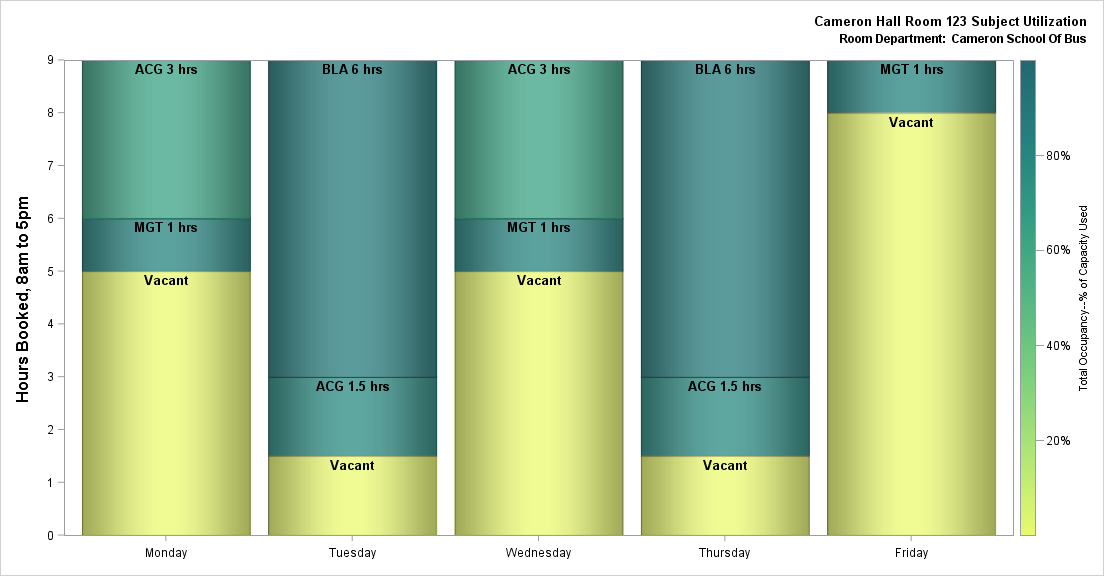 Cameron Hall Room 123 Subject Utilization
Room Department: Cameron School Of Bus
Hours Booked, 8am to 5pm
9
8
7
6
5
4
3
2
1
0
ACG 3 hrs
MGT 1 hrs
Vacant
BLA 6 hrs
ACG 1.5 hrs
Vacant
ACG 3 hrs
MGT 1 hrs
Vacant
BLA 6 hrs
ACG 1.5 hrs
Vacant
MGT 1 hrs
Vacant
Monday
Tuesday
Wednesday
Thursday
Friday
80%
60%
40%
20%
Total Occupancy--% of Capacity Used